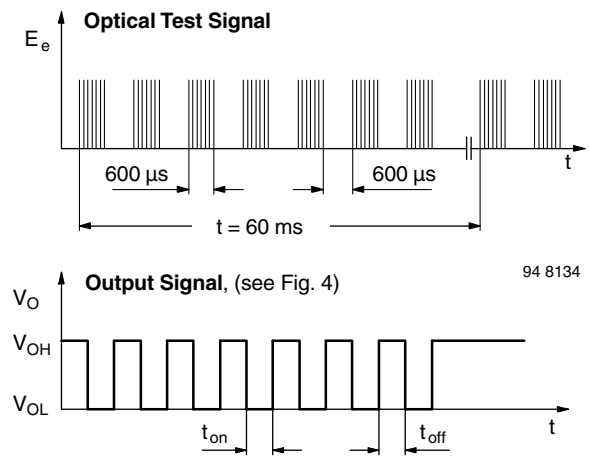 Optical Test Signal
E e
t
600 µs
600 µs
t = 60 ms
94 8134
Output Signal, (see Fig. 4)
V O
V OH
V OL
t
t on
t off